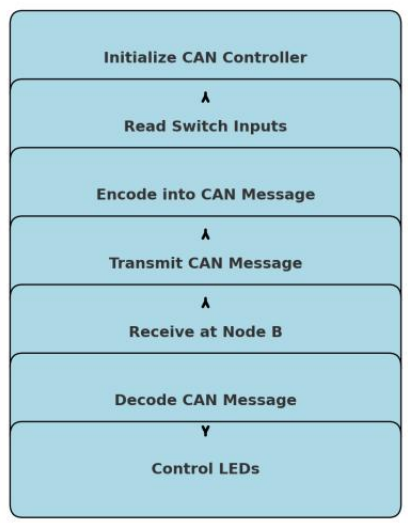 Initialize CAN Controller
Read Switch Inputs
Encode into CAN Message
Transmit CAN Message
Receive at Node B
Decode CAN Message
Control LEDs